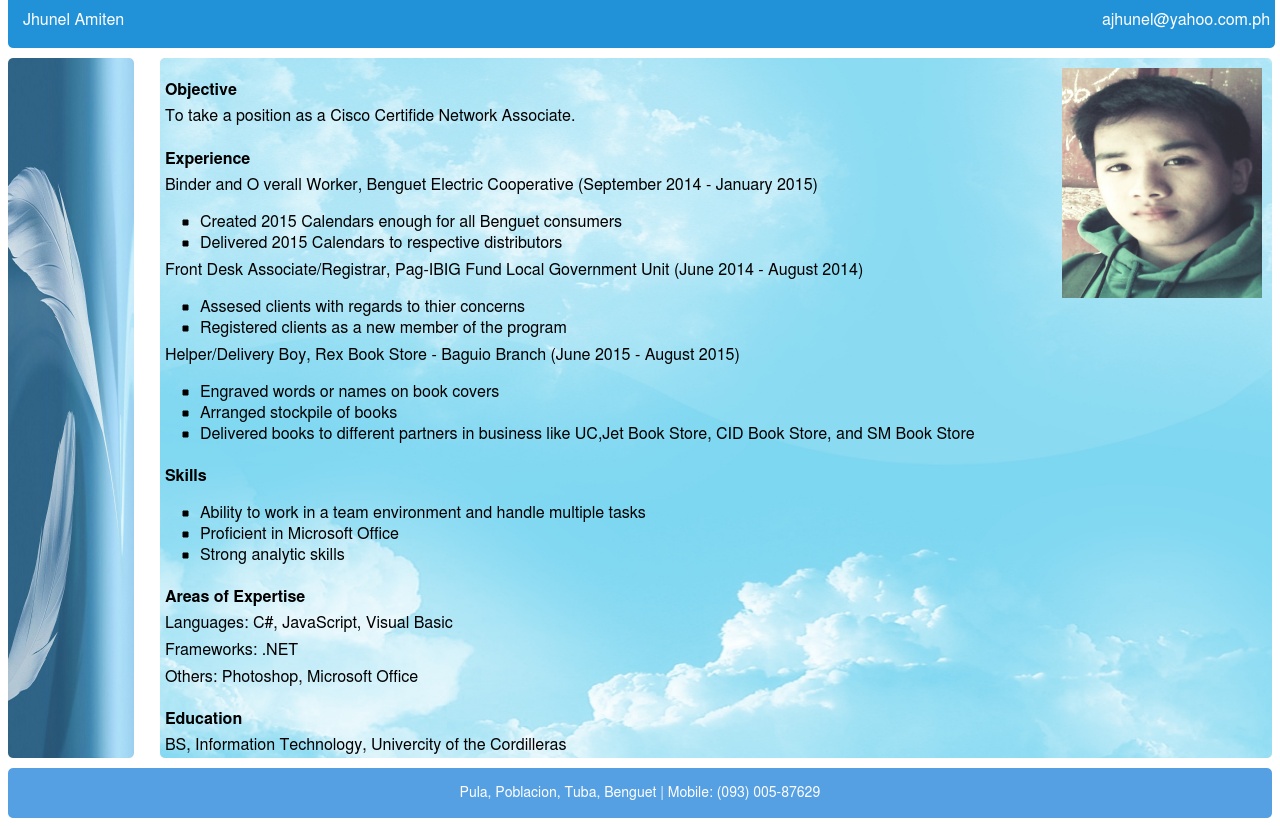 Jhunel Amiten
ajhunel@yahoo.com.ph
Objective
To take a position as a Cisco Certifide Network Associate.
Experience
Binder and O verall Worker, Benguet Electric Cooperative (September 2014 - January 2015)
Created 2015 Calendars enough for all Benguet consumers
Delivered 2015 Calendars to respective distributors
Front Desk Associate/Registrar, Pag-IBIG Fund Local Government Unit (June 2014 - August 2014)
Assesed clients with regards to thier concerns
Registered clients as a new member of the program
Helper/Delivery Boy, Rex Book Store - Baguio Branch (June 2015 - August 2015)
Engraved words or names on book covers
Arranged stockpile of books
Delivered books to different partners in business like UC,Jet Book Store, CID Book Store, and SM Book Store
Skills
Ability to work in a team environment and handle multiple tasks
Proficient in Microsoft Office
Strong analytic skills
Areas of Expertise
Languages: C#, JavaScript, Visual Basic
Frameworks: .NET
Others: Photoshop, Microsoft Office
Education
BS, Information Technology, Univercity of the Cordilleras
Pula, Poblacion, Tuba, Benguet | Mobile: (093) 005-87629